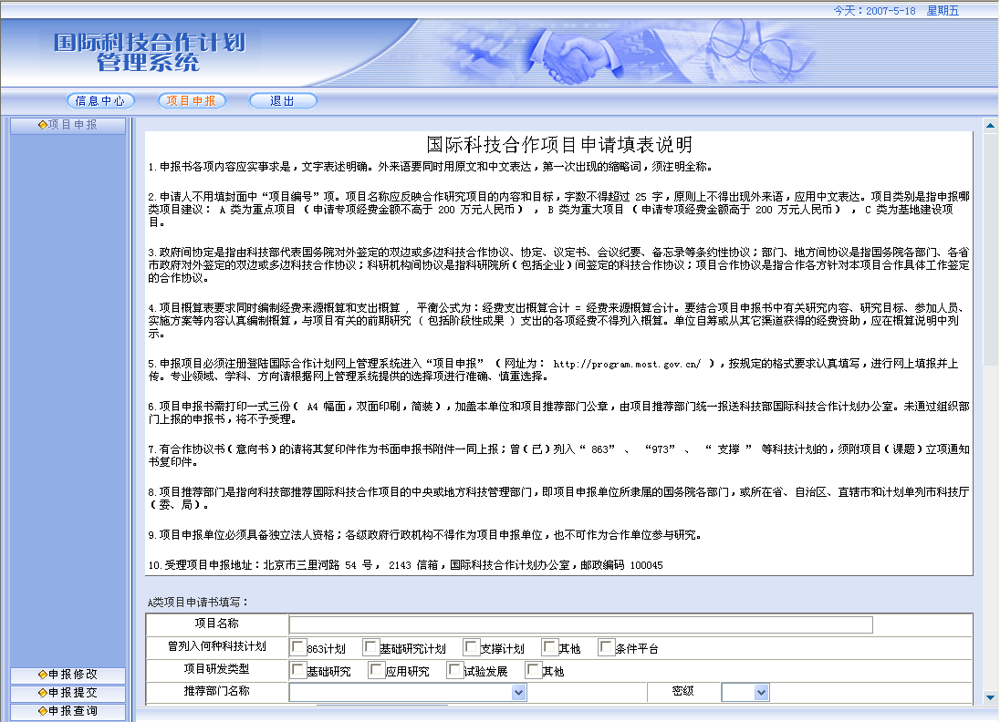 今天：2007-5-18 星期五
国际科技合作计划
管理系统
信息中心 项目申报 退出
项目申报
国际科技合作项目申请填表说明
1.申报书各项内容应实事求是，文字表述明确。外来语要同时用原文和中文表达，第一次出现的缩略词，须注明全称。
2.申请人不用填封面中“项目编号”项。项目名称应反映合作研究项目的内容和目标，字数不得超过 25 字，原则上不得出现外来语，应用中文表达。项目类别是指申报哪
类项目建议： A 类为重点项目 （ 申请专项经费金额不高于 200 万元人民币） ， B 类为重大项目 （ 申请专项经费金额高于 200 万元人民币） ， C 类为基地建设项
目。
3.政府间协定是指由科技部代表国务院对外签定的双边或多边科技合作协议、协定、议定书、会议纪要、备忘录等条约性协议；部门、地方间协议是指国务院各部门、各省
市政府对外签定的双边或多边科技合作协议；科研机构间协议是指科研院所（包括企业）间签定的科技合作协议；项目合作协议是指合作各方针对本项目合作具体工作签定
的合作协议。
4.项目概算表要求同时编制经费来源概算和支出概算 ， 平衡公式为：经费支出概算合计 = 经费来源概算合计。要结合项目申报书中有关研究内容、研究目标、参加人员、
实施方案等内容认真编制概算，与项目有关的前期研究 （ 包括阶段性成果 ）支出的各项经费不得列入概算。单位自筹或从其它渠道获得的经费资助，应在概算说明中列
示。
5.申报项目必须注册登陆国际合作计划网上管理系统进入“项目申报” （ 网址为： http://program.most.gov.cn/ ），按规定的格式要求认真填写，进行网上填报并上
传。专业领域、学科、方向请根据网上管理系统提供的选择项进行准确、慎重选择。
6.项目申报书需打印一式三份（ A4 幅面，双面印刷，简装），加盖本单位和项目推荐部门公章，由项目推荐部门统一报送科技部国际科技合作计划办公室。未通过组织部
门上报的申报书，将不予受理。
7.有合作协议书（意向书）的请将其复印件作为书面申报书附件一同上报；曾（已）列入“ 863” 、 “973” 、 “ 支撑 ” 等科技计划的，须附项目（课题）立项通知
书复印件。
8.项目推荐部门是指向科技部推荐国际科技合作项目的中央或地方科技管理部门，即项目申报单位所隶属的国务院各部门，或所在省、自治区、直辖市和计划单列市科技厅
（委、局）。
9.项目申报单位必须具备独立法人资格；各级政府行政机构不得作为项目申报单位，也不可作为合作单位参与研究。
10.受理项目申报地址：北京市三里河路 54 号， 2143 信箱，国际科技合作计划办公室，邮政编码 100045
A类项目申请书填写：
项目名称
曾列入何种科技计划 863计划 基础研究计划 支撑计划 其他 条件平台
项目研发类型 基础研究 应用研究 试验发展 其他
推荐部门名称 密级
申报修改
申报提交
申报查询